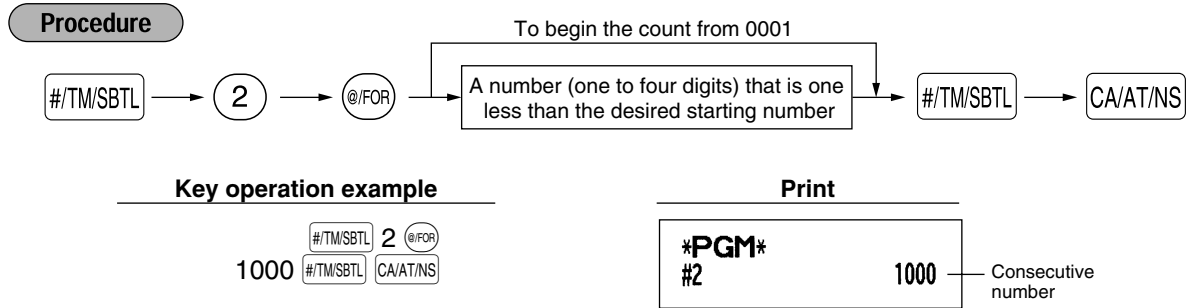 Procedure
To begin the count from 0001
#/TM/SBTL 2 @/FOR A number (one to four digits) that is one less than the desired starting number #/TM/SBTL CA/AT/NS
Key operation example
#/TM/SBTL 2 @/FOR
1000 #/TM/SBTL CA/AT/NS
Print
*PGM*
#2 1000
Consecutive
number